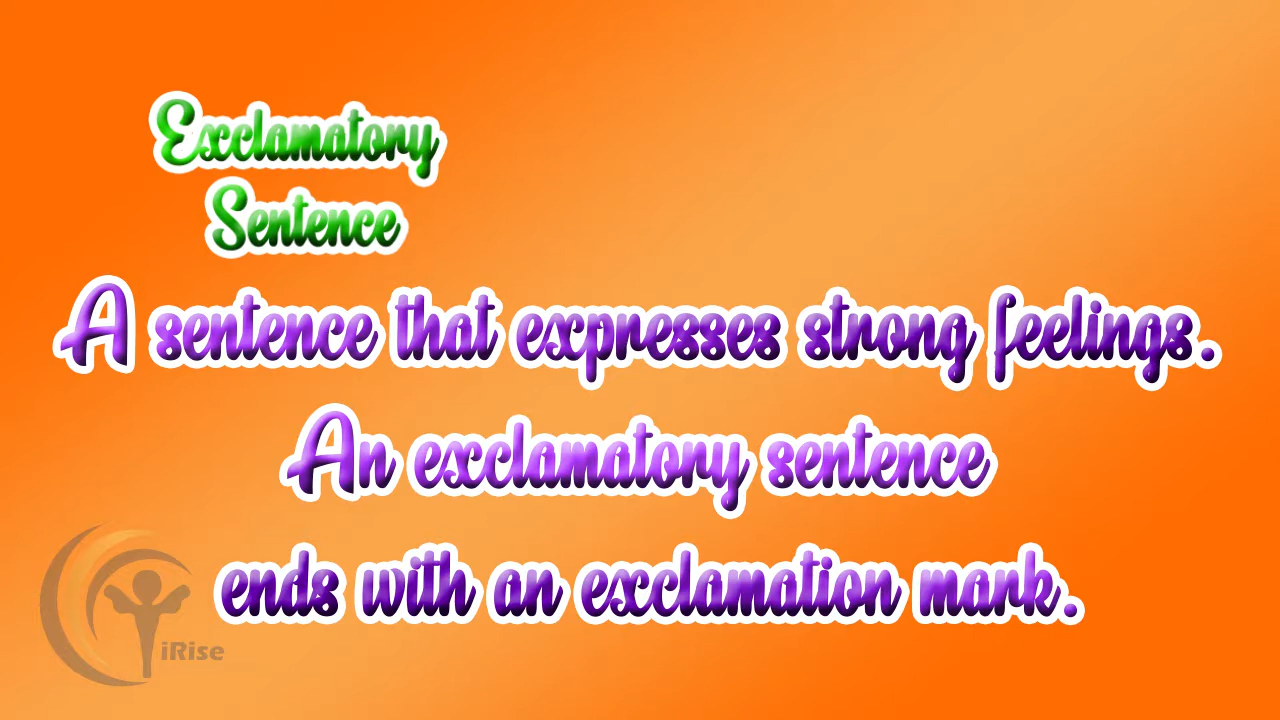 Exclamatory
Sentence
A sentence that expresses strong feelings.
An exclamatory sentence
ends with an exclamation mark.
iRise